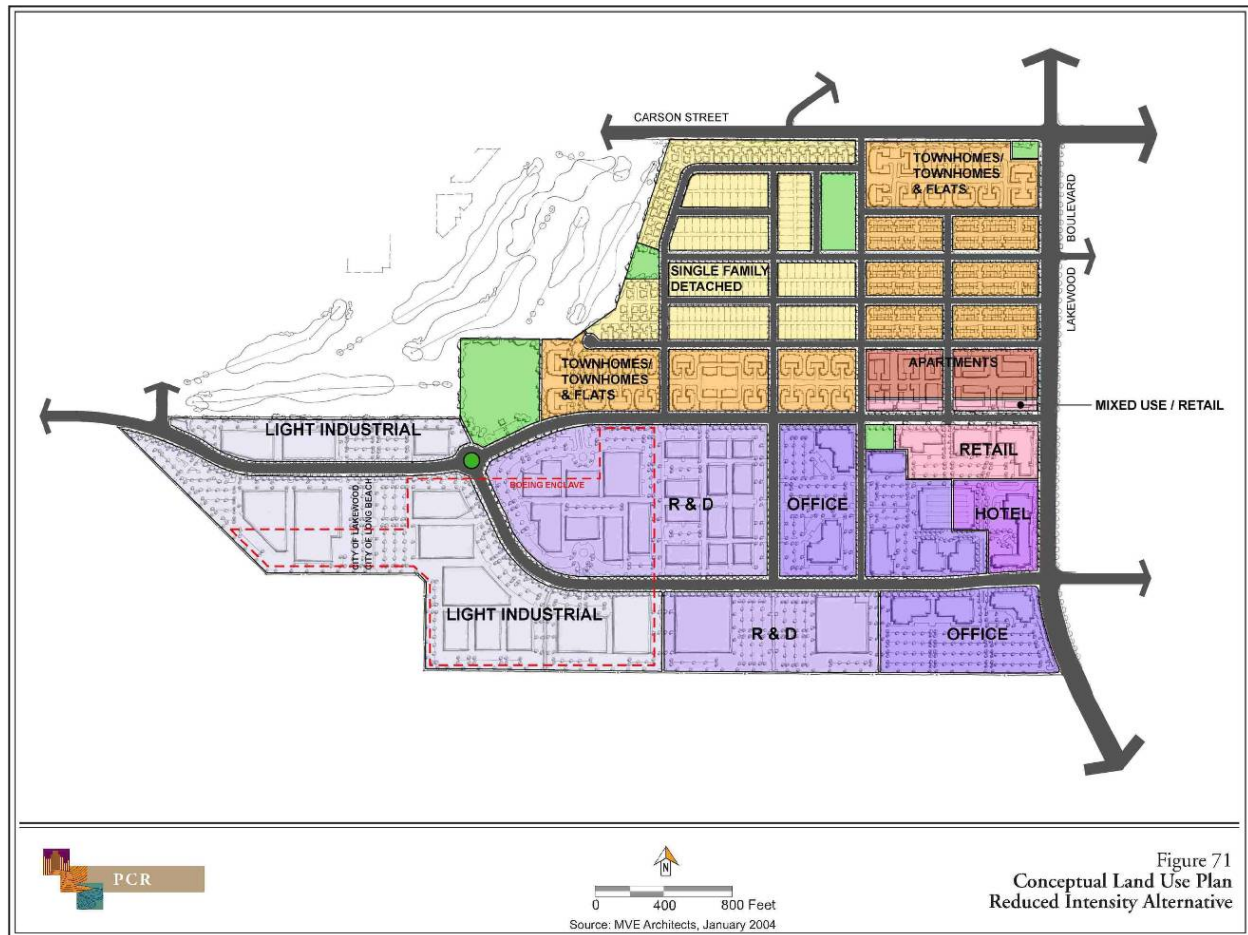 CARSON STREET
TOWNHOMES/
TOWNHOMES
& FLATS
BOULEVARD
LAKEWOOD
SINGLE FAMILY
DETACHED
TOWNHOMES/
TOWNHOMES
& FLATS
APARTMENTS
MIXED USE / RETAIL
LIGHT INDUSTRIAL
RETAIL
BOEING ENCLAVE
R & D
OFFICE
HOTEL
CITY OF LAKEWOOD
CITY OF LONG BEACH
LIGHT INDUSTRIAL
R & D
OFFICE
PCR
N
0 400 800 Feet
Source: MVE Architects, January 2004
Figure 71
Conceptual Land Use Plan
Reduced Intensity Alternative